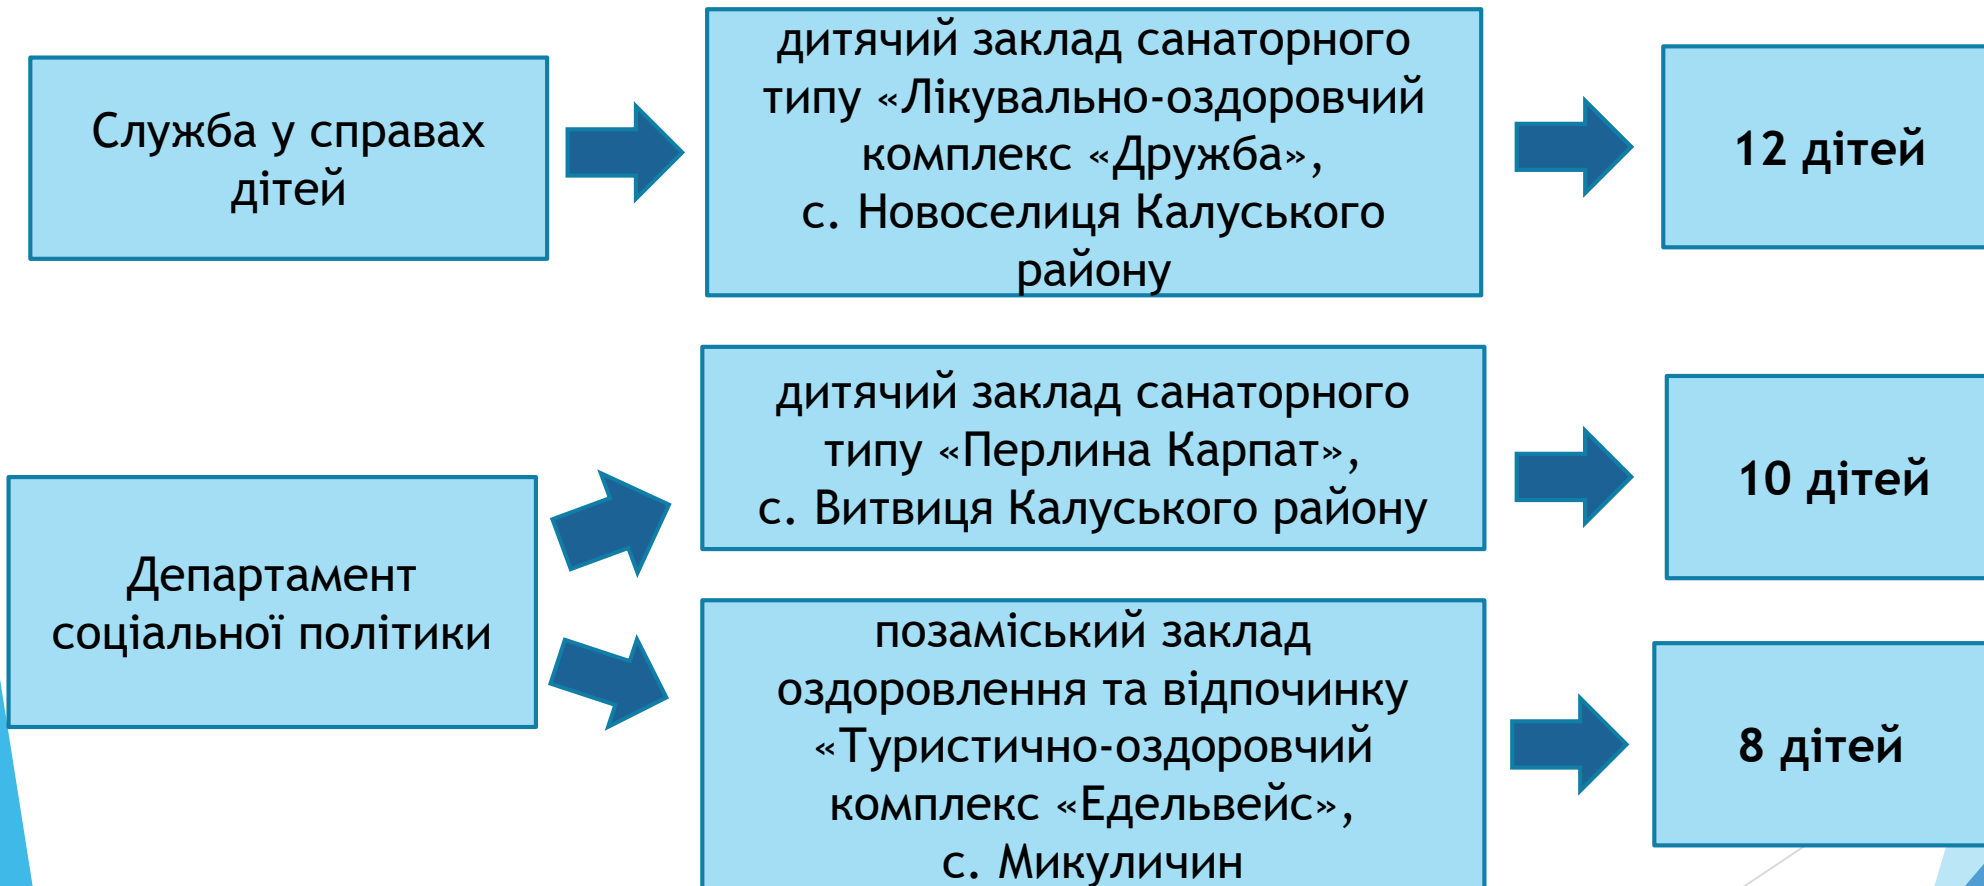 Служба у справах
дітей
дитячий заклад санаторного
типу «Лікувально-оздоровчий
комплекс «Дружба»,
с. Новоселиця Калуського
району
12 дітей
Департамент
соціальної політики
дитячий заклад санаторного
типу «Перлина Карпат»,
с. Витвиця Калуського району
10 дітей
позаміський заклад
оздоровлення та відпочинку
«Туристично-оздоровчий
комплекс «Едельвейс»,
с. Микуличин
8 дітей